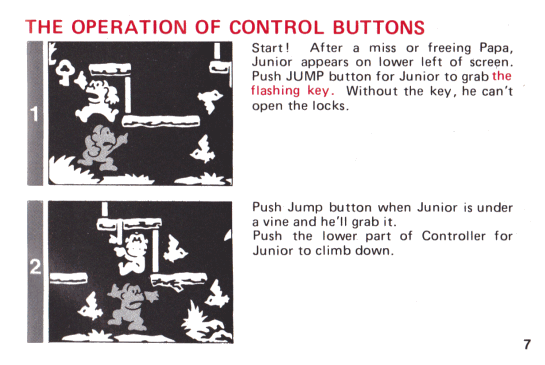 THE OPERATION OF CONTROL BUTTONS
1
Start! After a miss or freeing Papa,
Junior appears on lower left of screen.
Push JUMP button for Junior to grab the
flashing key. Without the key, he can't
open the locks.
2
Push Jump button when Junior is under
a vine and he'll grab it.
Push the lower part of Controller for
Junior to climb down.
7